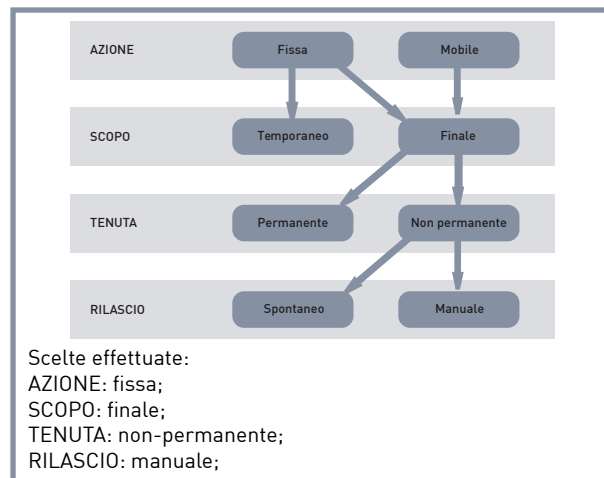 AZIONE Fissa Mobile
SCOPO Temporaneo Finale
TENUTA Permanente Non permanente
RILASCIO Spontaneo Manuale
Scelte effettuate:
AZIONE: fissa;
SCOPO: finale;
TENUTA: non-permanente;
RILASCIO: manuale;